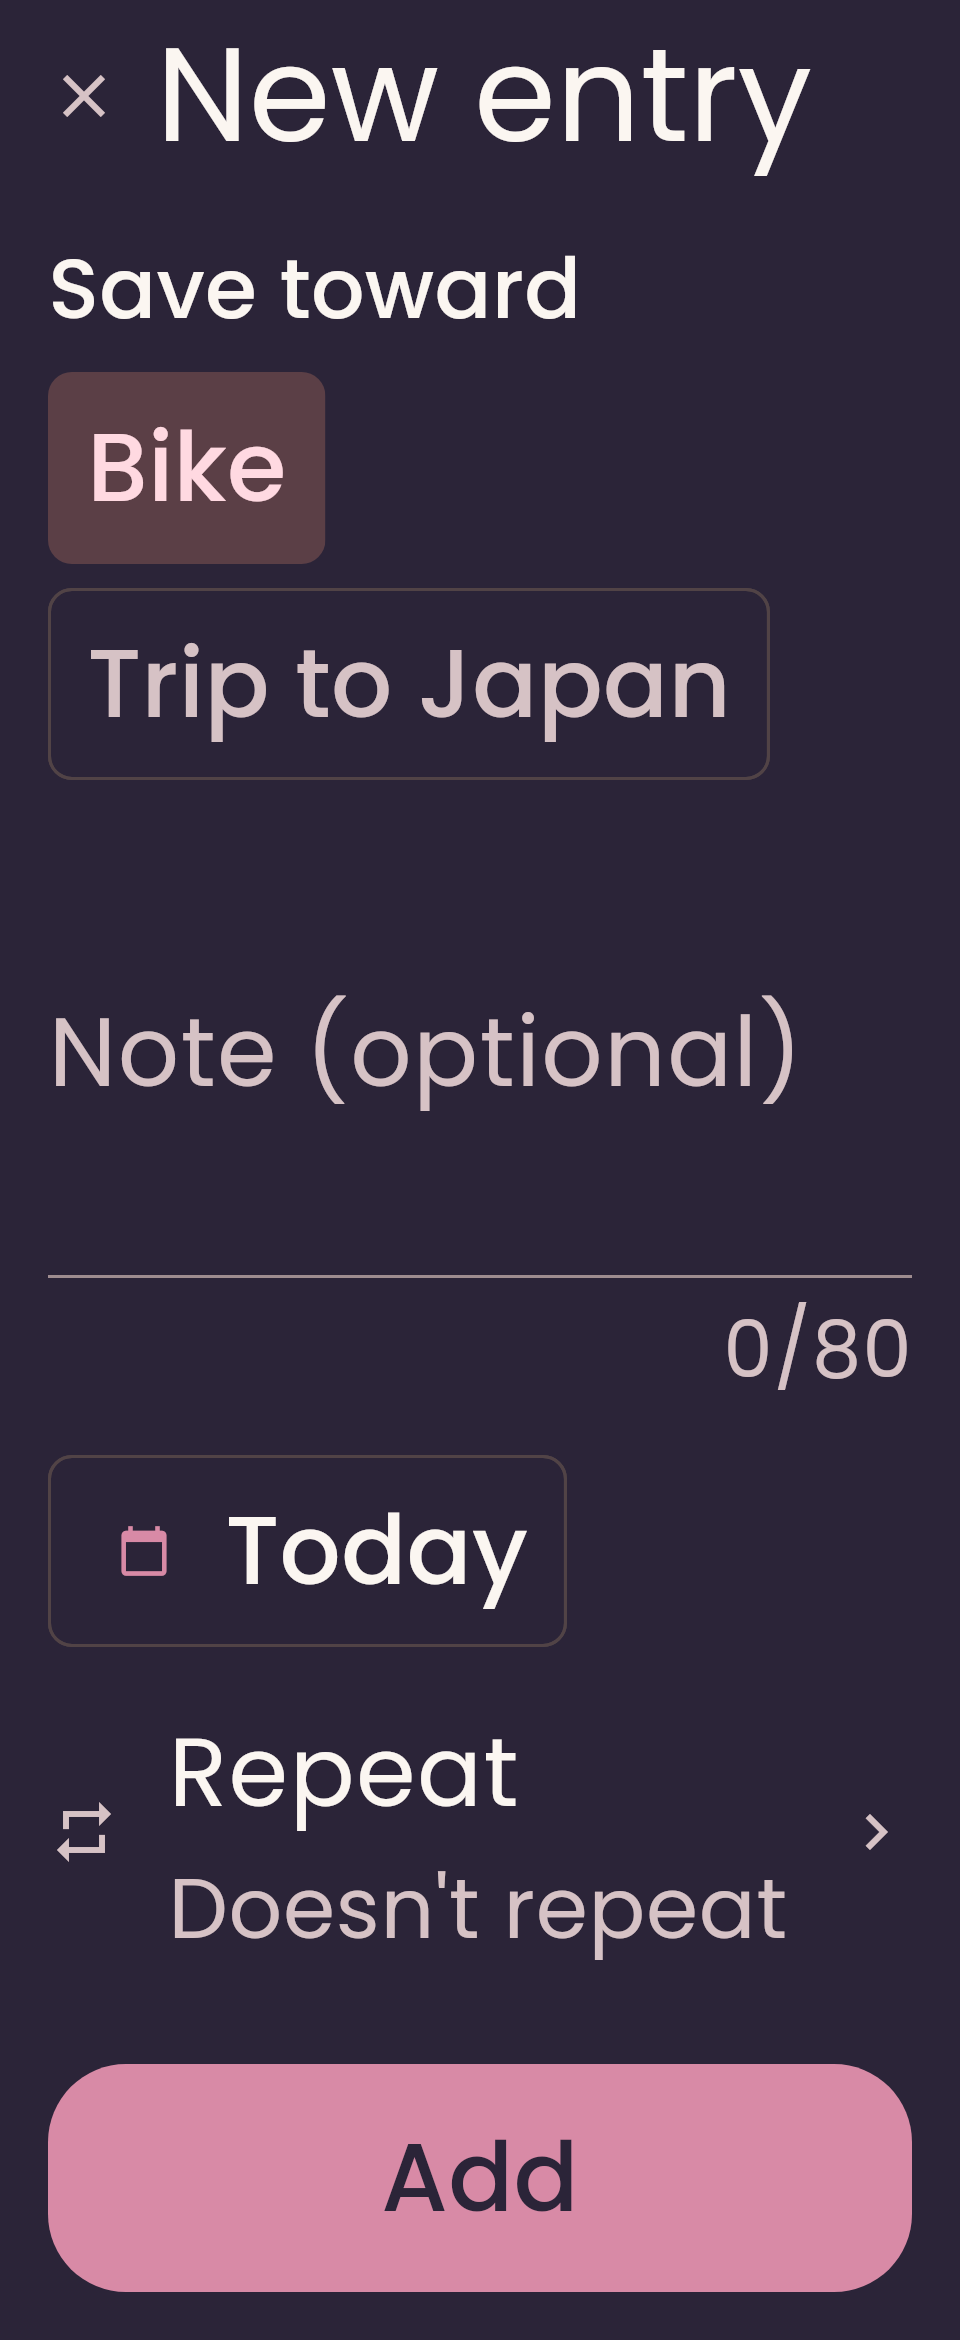 New entry
Save toward
Bike
Trip to Japan
Note (optional)
0/80
Today
Repeat
Doesn't repeat
Add